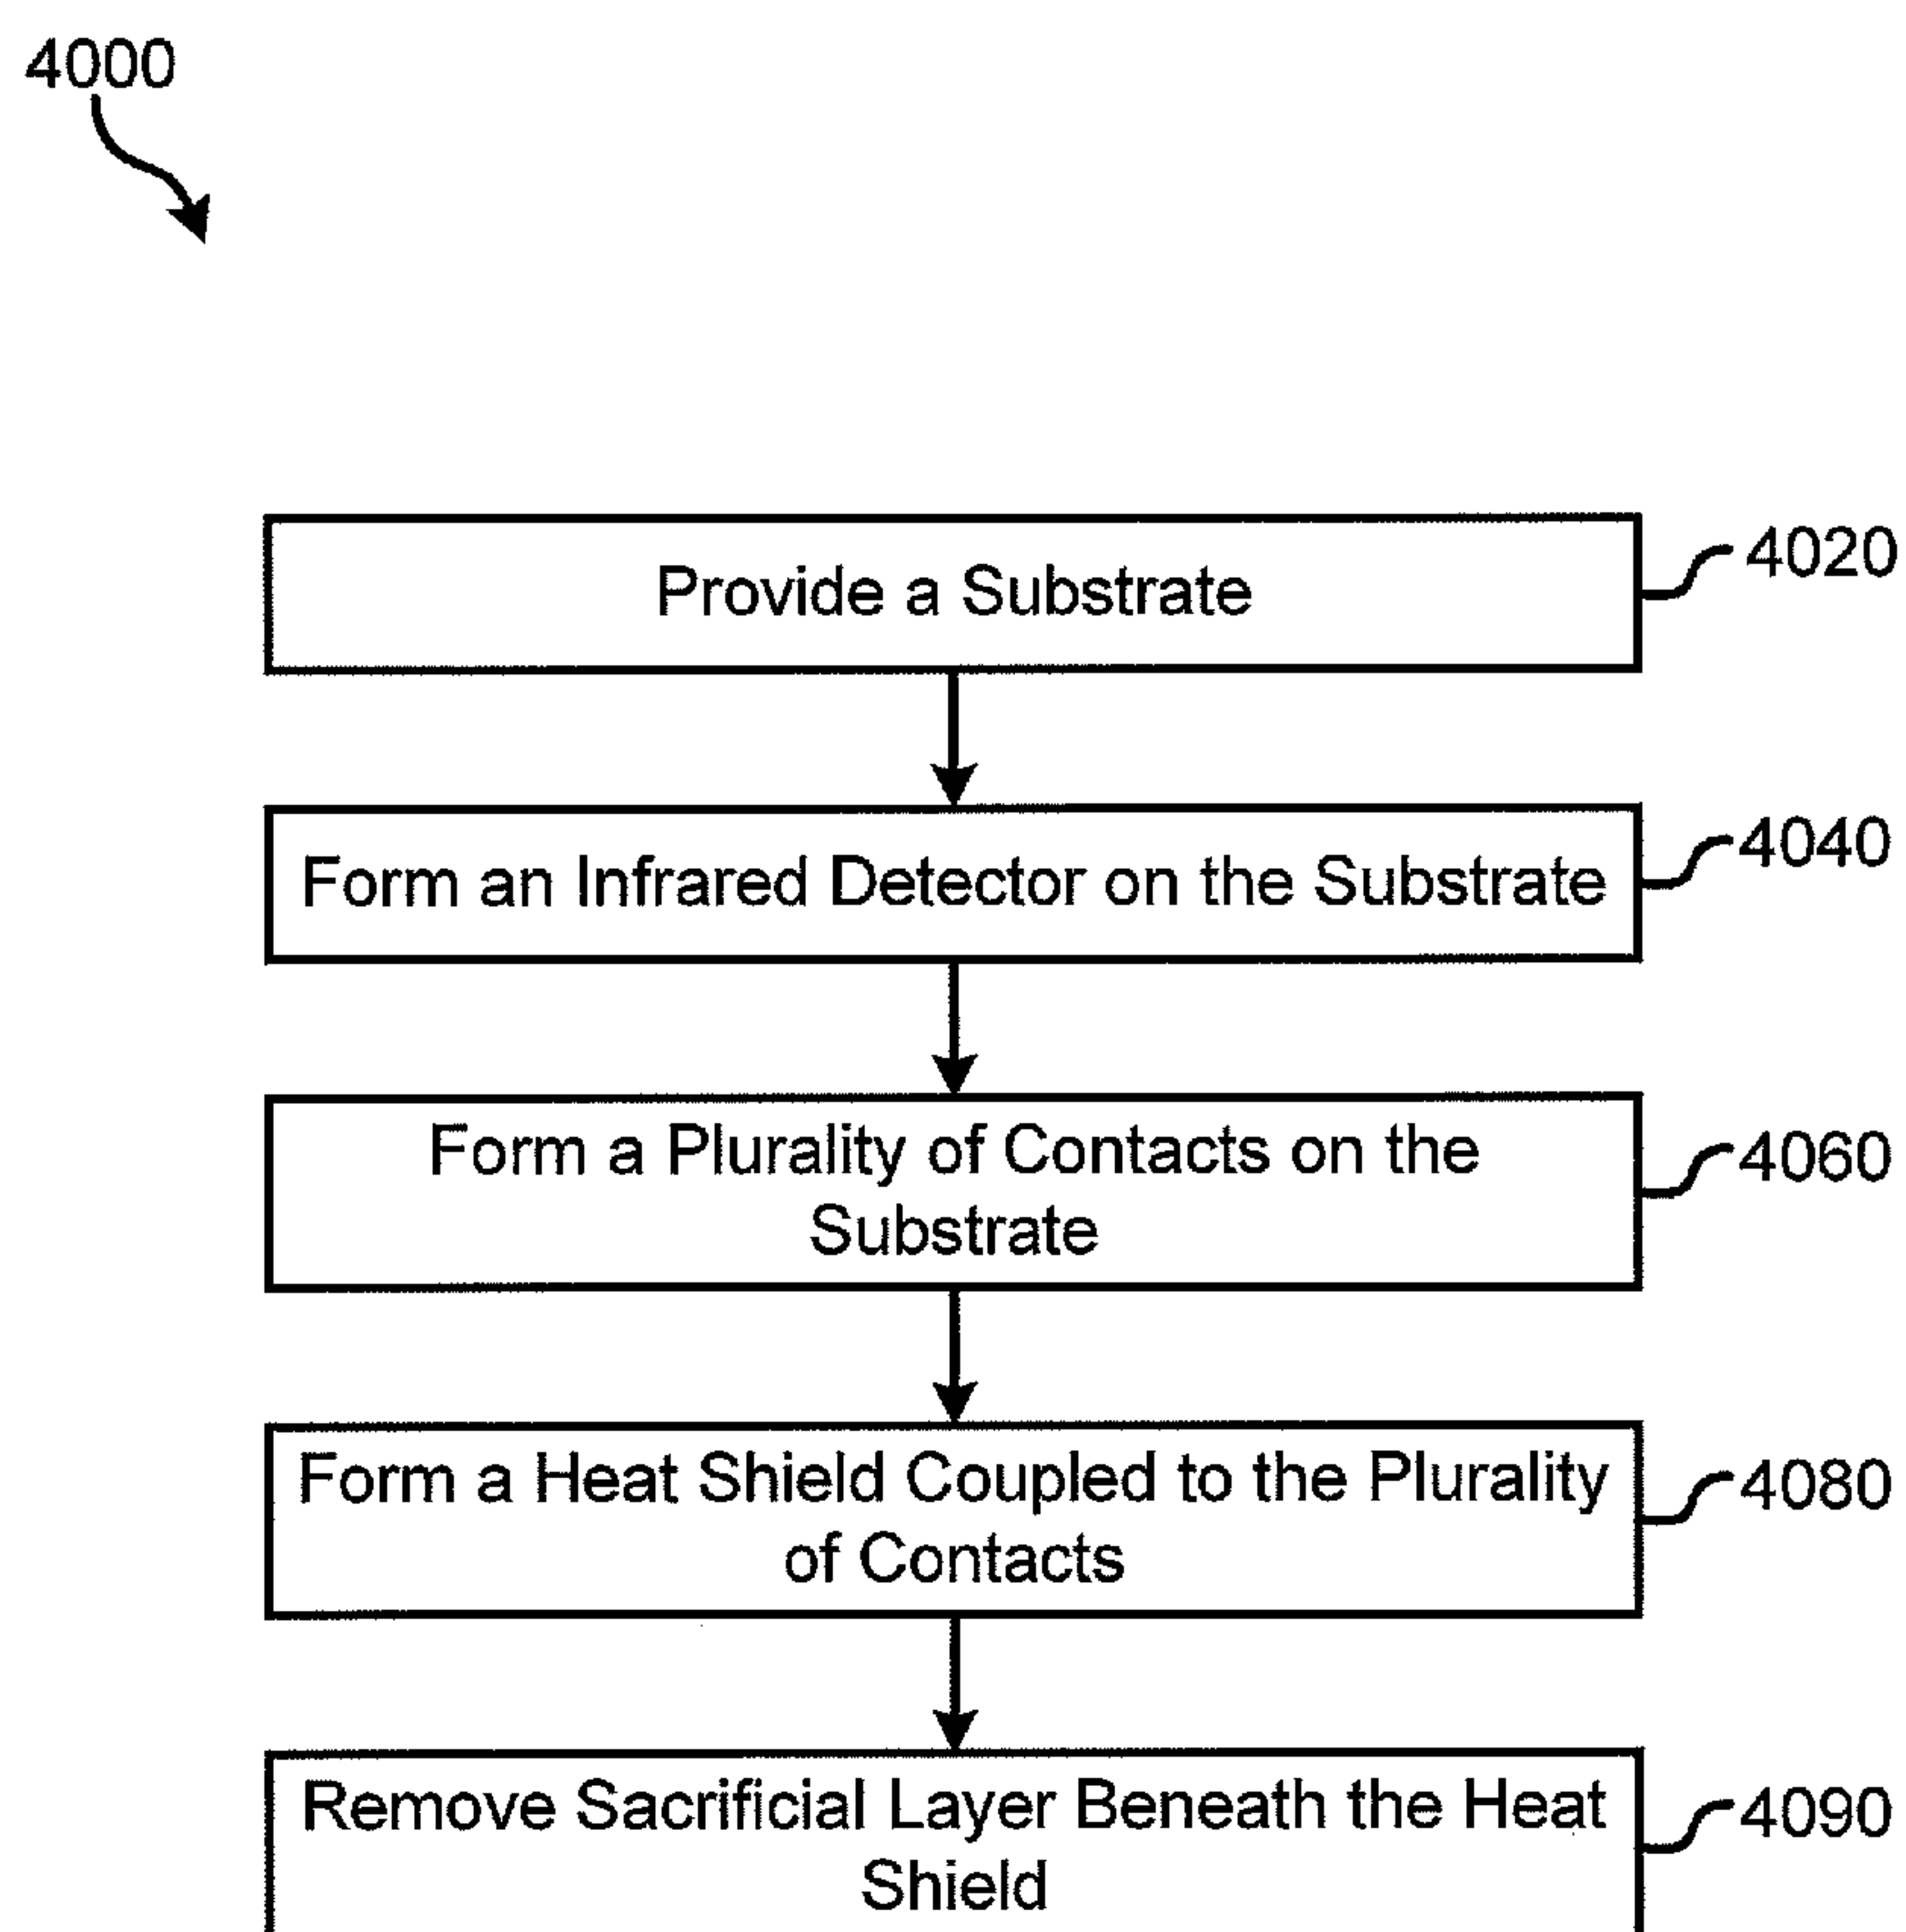 4000
Provide a Substrate
4020
Form an Infrared Detector on the Substrate
4040
Form a Plurality of Contacts on the
Substrate
4060
Form a Heat Shield Coupled to the Plurality
of Contacts
4080
Remove Sacrificial Layer Beneath the Heat
Shield
4090